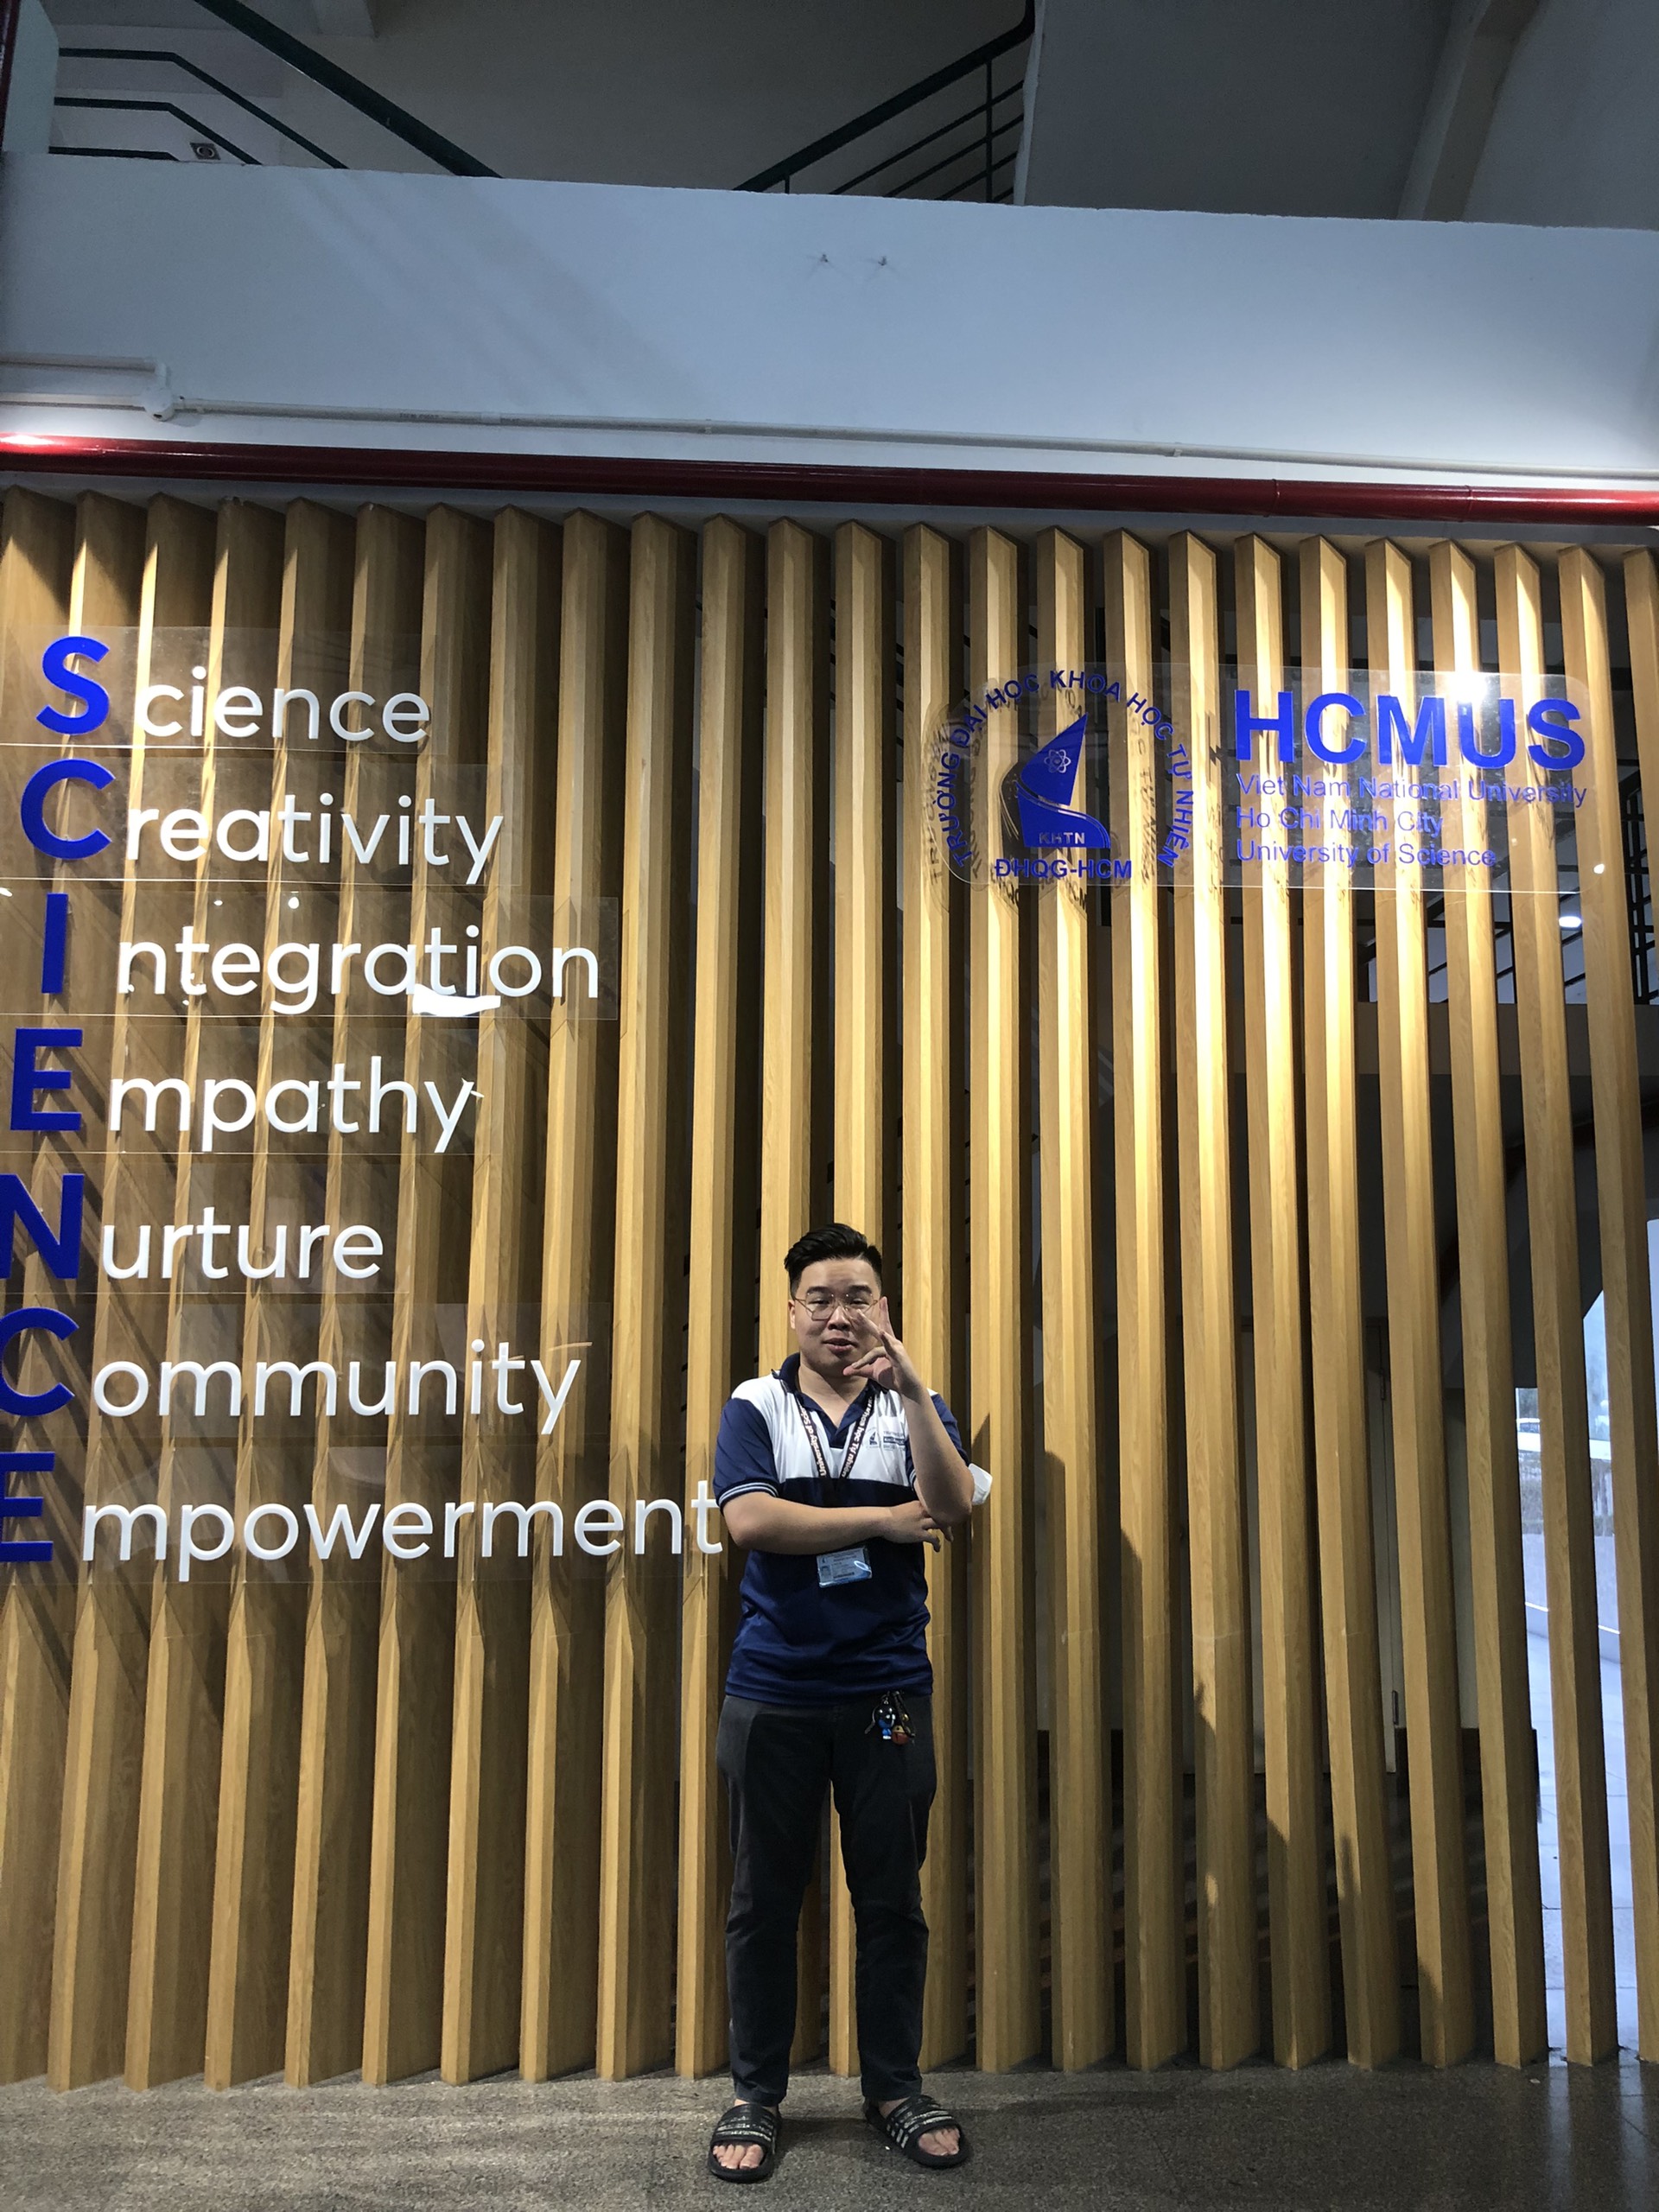 Science
Creativity
Integration
Empathy
Nurture
Community
Empowerment
TRƯỜNG ĐẠI HỌC KHOA HỌC TỰ NHIÊN
KHTN
ĐHQG-HCM
HCMUS
Viet Nam National University
Ho Chi Minh City
University of Science